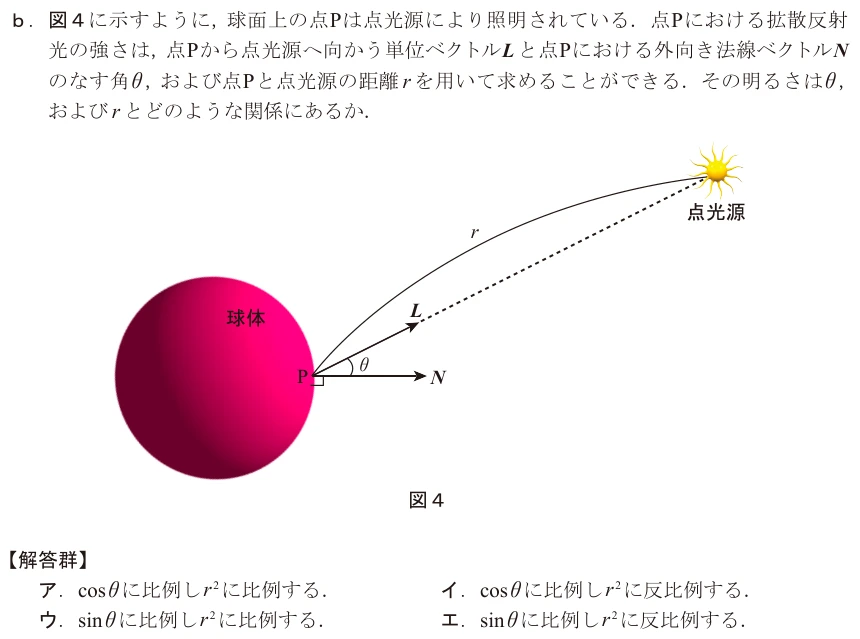 b．図4に示すように，球面上の点Pは点光源により照明されている．点Pにおける拡散反射
光の強さは，点Pから点光源へ向かう単位ベクトルLと点Pにおける外向き法線ベクトルN
のなす角θ，および点Pと点光源の距離rを用いて求めることができる．その明るさはθ，
およびrとどのような関係にあるか．
点光源
r
球体
L
θ
P
N
図4
【解答群】
ア．cosθに比例しr²に比例する．　イ．cosθに比例しr²に反比例する．
ウ．sinθに比例しr²に比例する．　エ．sinθに比例しr²に反比例する．